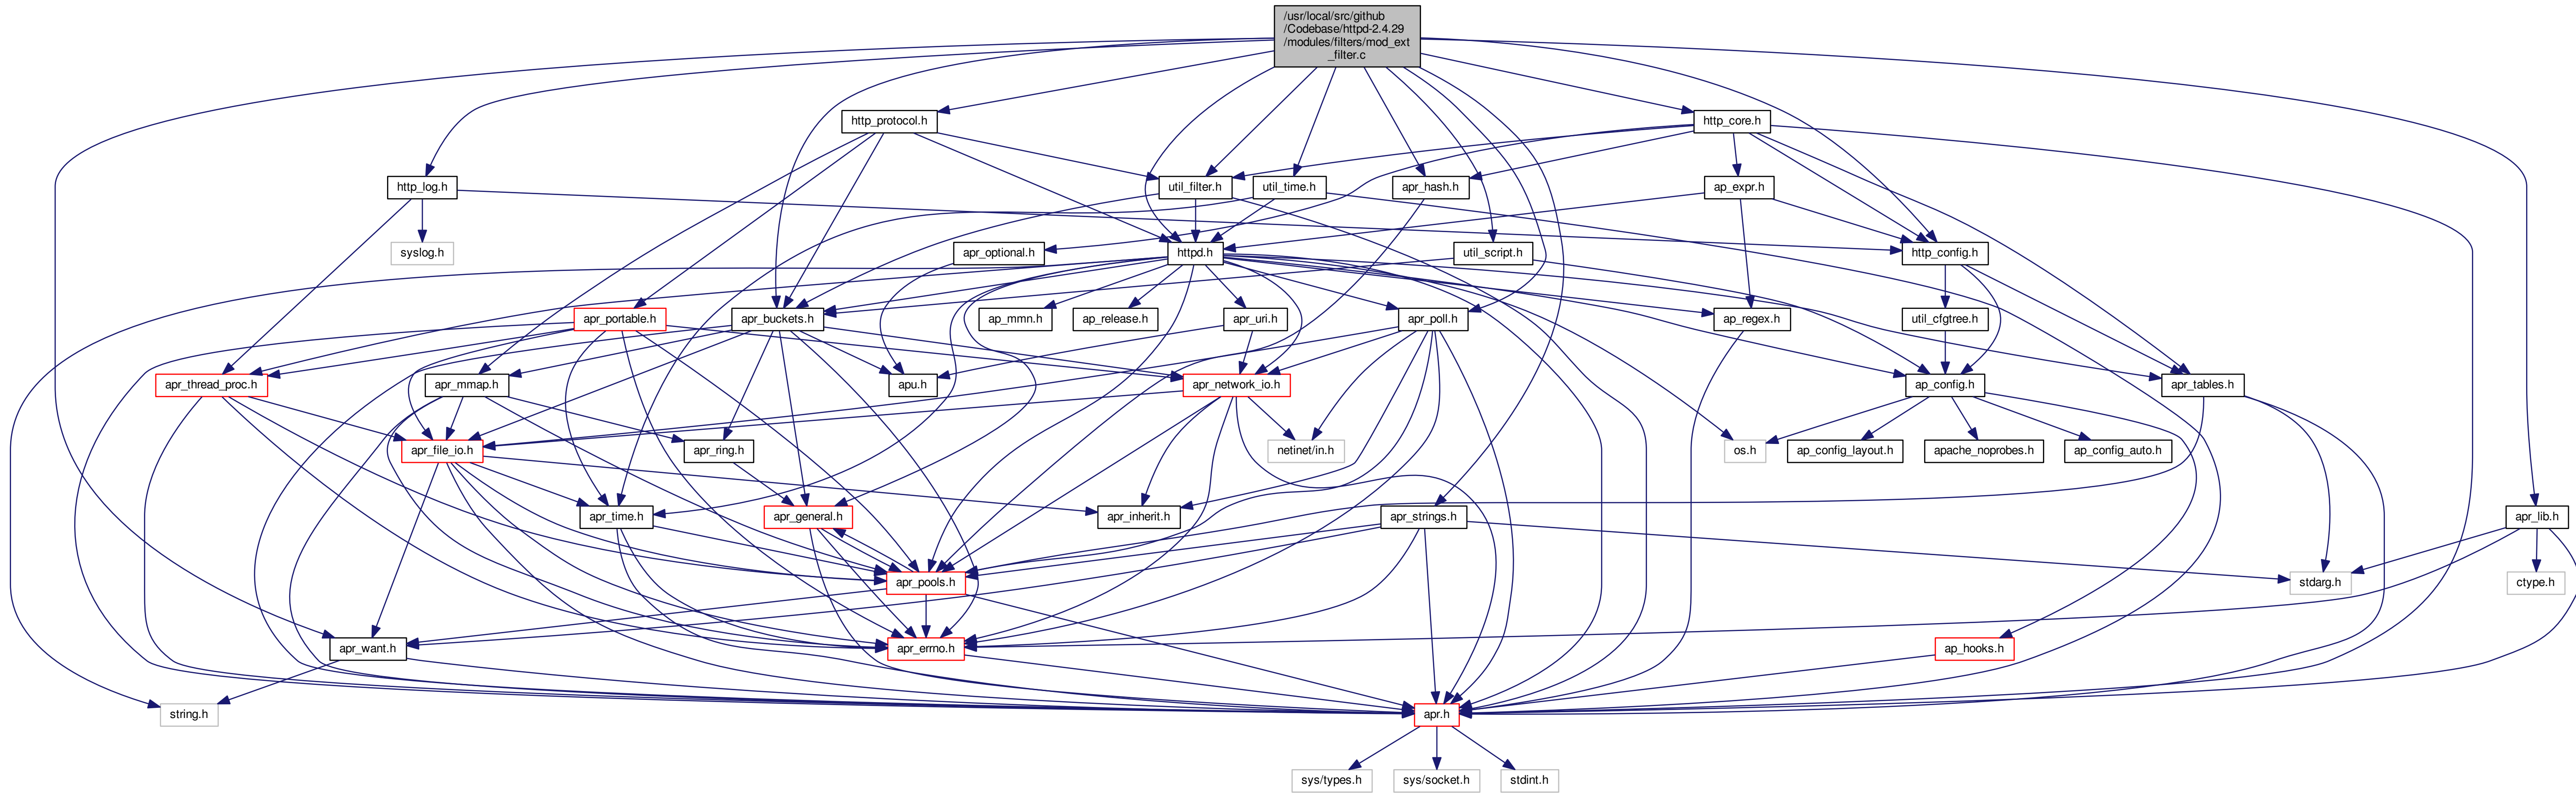 /usr/local/src/github
/Codebase/httpd-2.4.29
/modules/filters/mod_ext
_filter.c
http_protocol.h
http_core.h
http_log.h
util_filter.h
util_time.h
apr_hash.h
ap_expr.h
syslog.h
apr_optional.h
httpd.h
util_script.h
http_config.h
apr_portable.h
apr_buckets.h
ap_mmn.h
ap_release.h
apr_uri.h
apr_poll.h
ap_regex.h
util_cfgtree.h
apr_thread_proc.h
apr_mmap.h
apu.h
apr_network_io.h
ap_config.h
apr_tables.h
apr_file_io.h
apr_ring.h
netinet/in.h
os.h
ap_config_layout.h
apache_noprobes.h
ap_config_auto.h
apr_time.h
apr_general.h
apr_inherit.h
apr_strings.h
apr_lib.h
apr_pools.h
stdarg.h
ctype.h
apr_want.h
apr_errno.h
ap_hooks.h
string.h
apr.h
sys/types.h
sys/socket.h
stdint.h